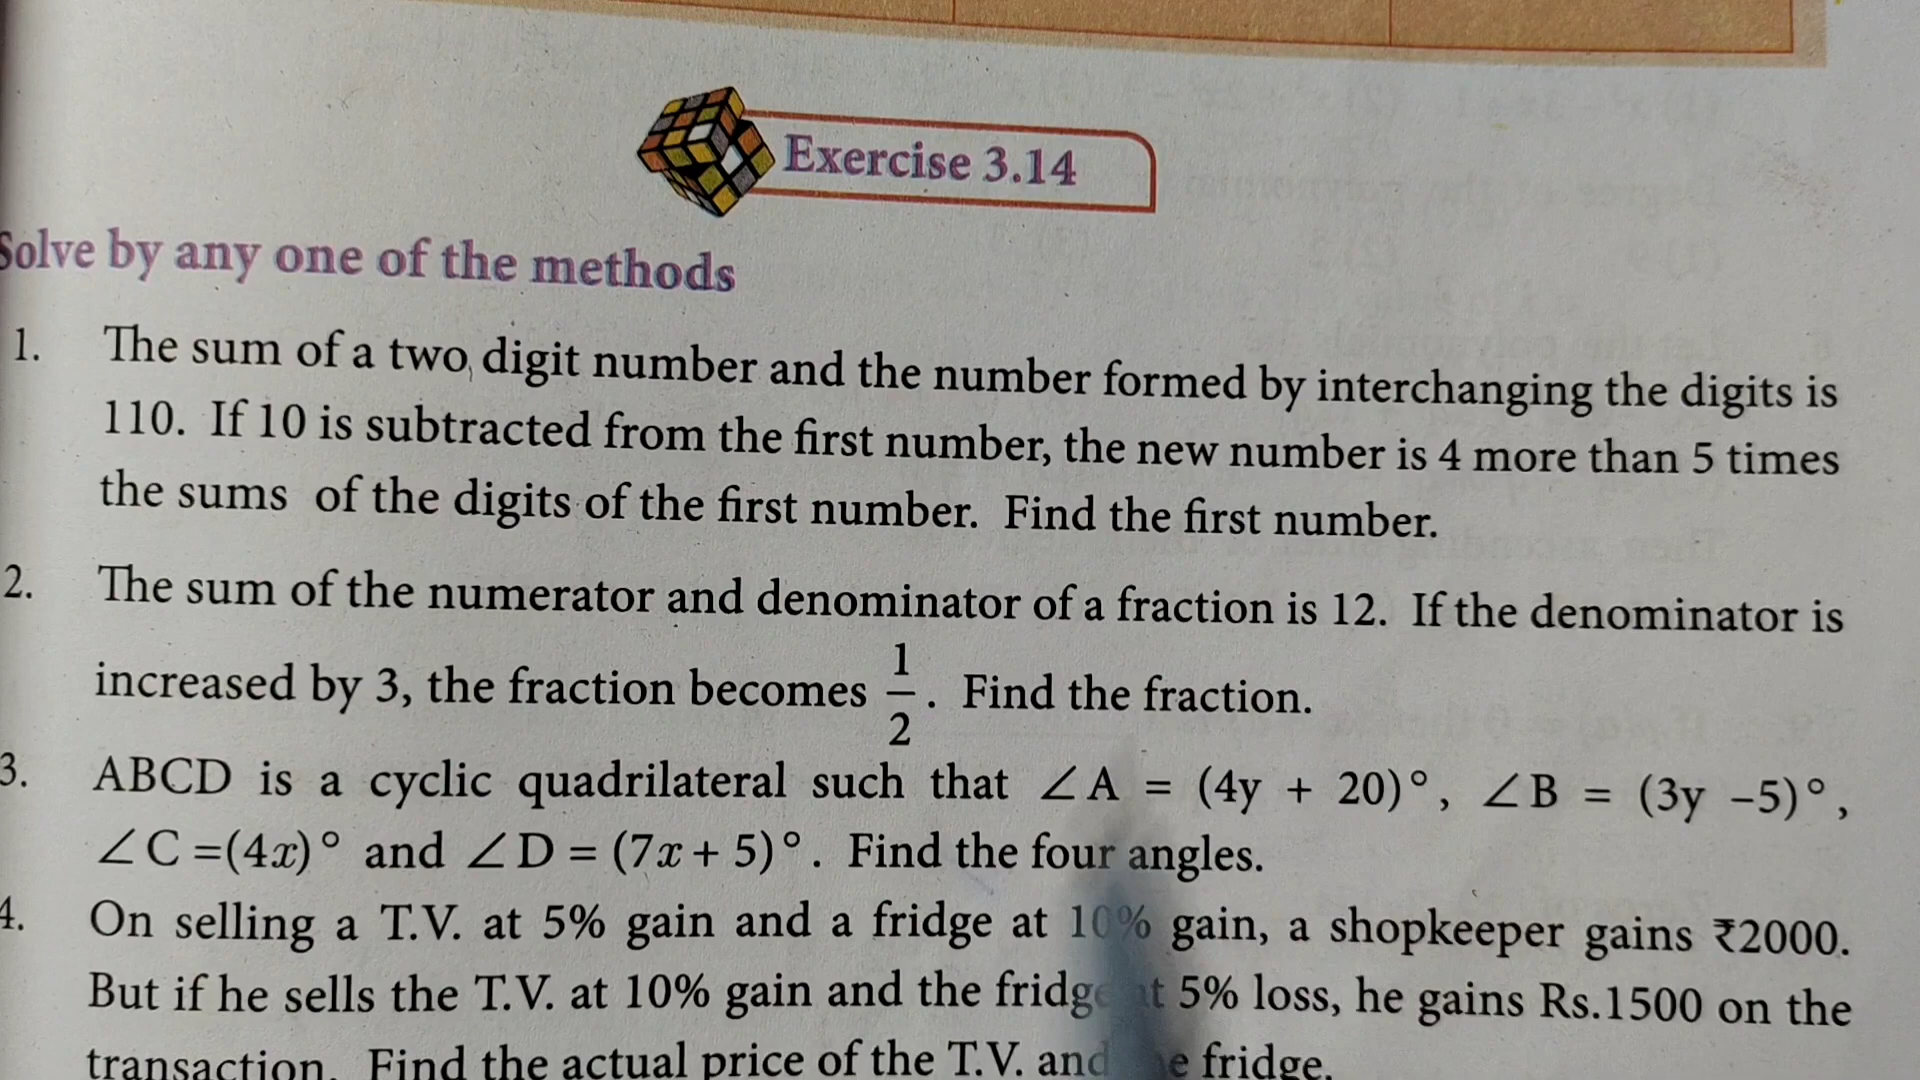 Exercise 3.14
Solve by any one of the methods
1. The sum of a two digit number and the number formed by interchanging the digits is
110. If 10 is subtracted from the first number, the new number is 4 more than 5 times
the sums of the digits of the first number. Find the first number.
2. The sum of the numerator and denominator of a fraction is 12. If the denominator is
increased by 3, the fraction becomes 1/2. Find the fraction.
3. ABCD is a cyclic quadrilateral such that ∠A = (4y + 20)°, ∠B = (3y –5)°,
∠C =(4x)° and ∠D = (7x + 5)°. Find the four angles.
4. On selling a T.V. at 5% gain and a fridge at 10% gain, a shopkeeper gains ₹2000.
But if he sells the T.V. at 10% gain and the fridge at 5% loss, he gains Rs.1500 on the
transaction. Find the actual price of the T.V. and fridge.